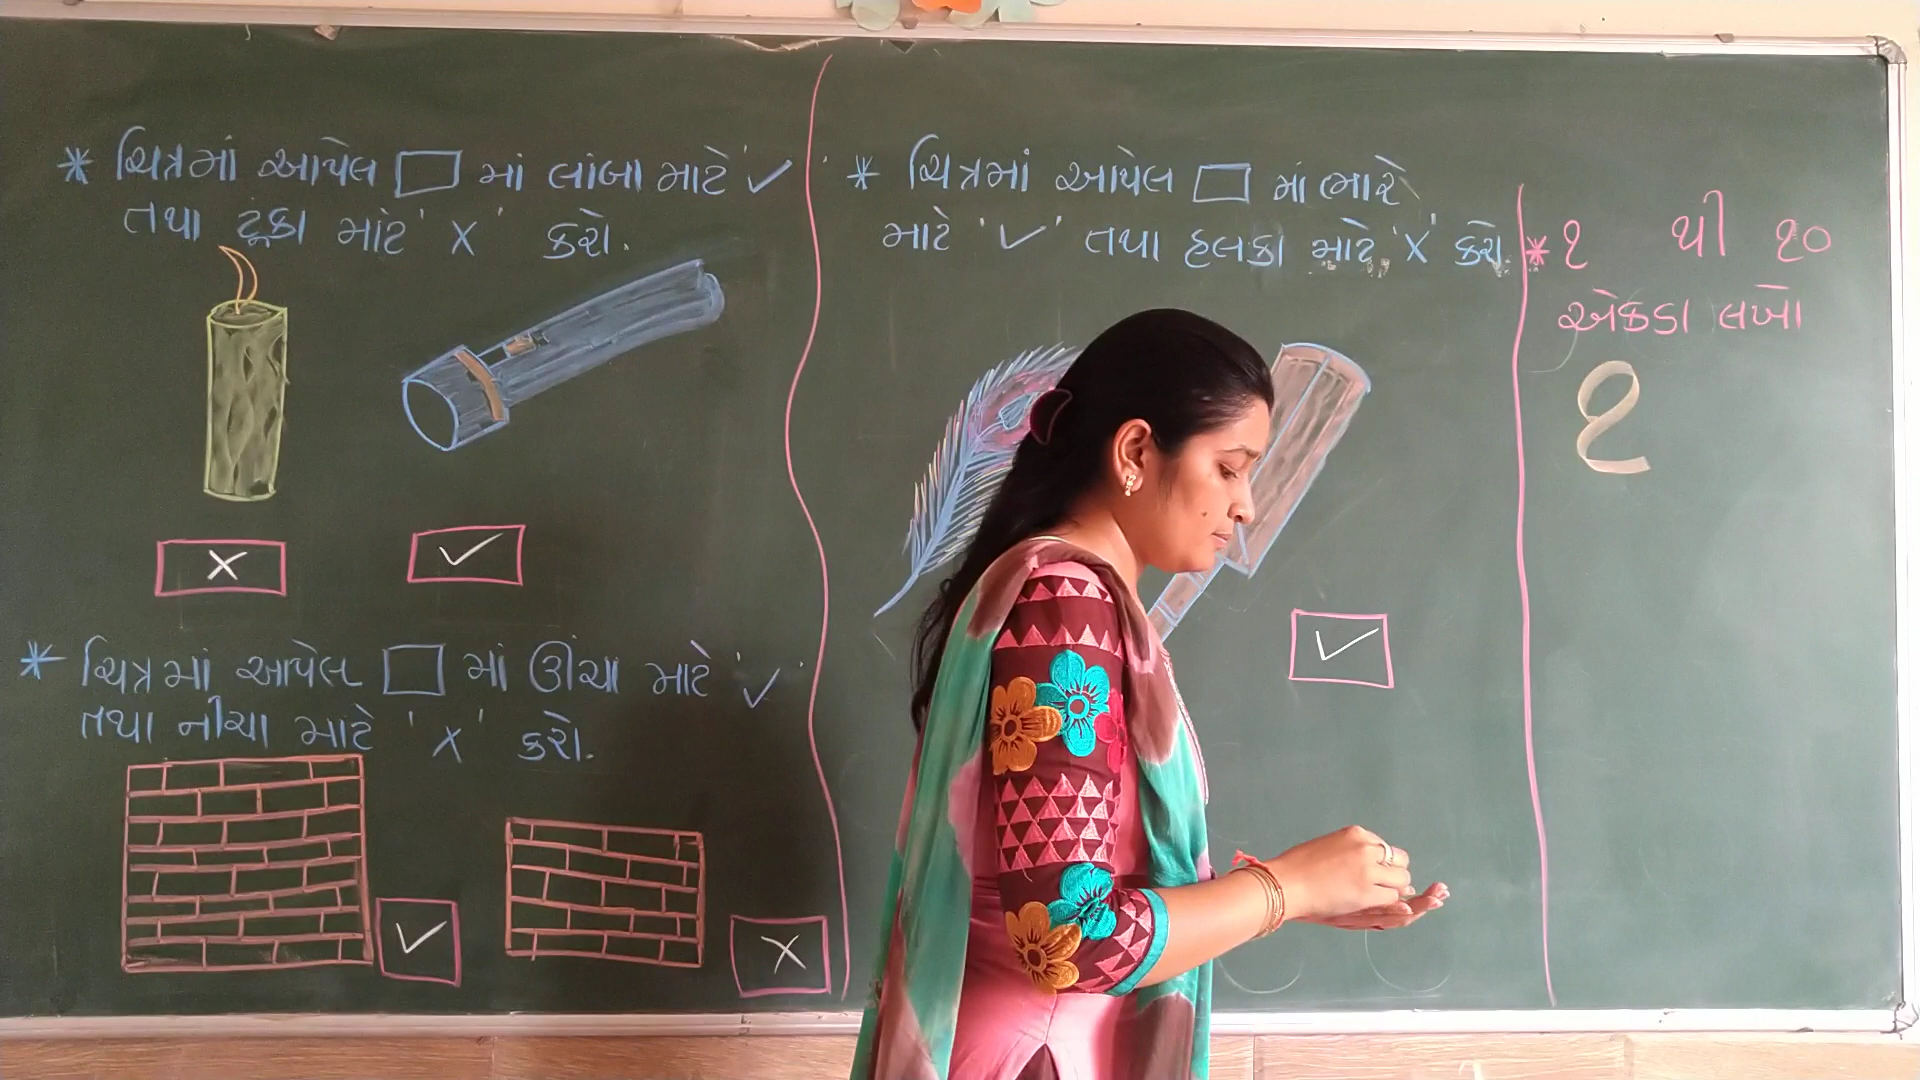 * ચિત્રમાં આપેલ □ માં લાંબા માટે '✓'
તથા ટૂંકા માટે 'X' કરો.
X
✓
* ચિત્રમાં આપેલ □ માં ઊંચા માટે '✓'
તથા નીચા માટે 'X' કરો.
✓
X
* ચિત્રમાં આપેલ □ માં ભારે
માટે '✓' તથા હલકા માટે 'X' કરો.
✓
* ૧ થી ૧૦
એકડા લખો
૧